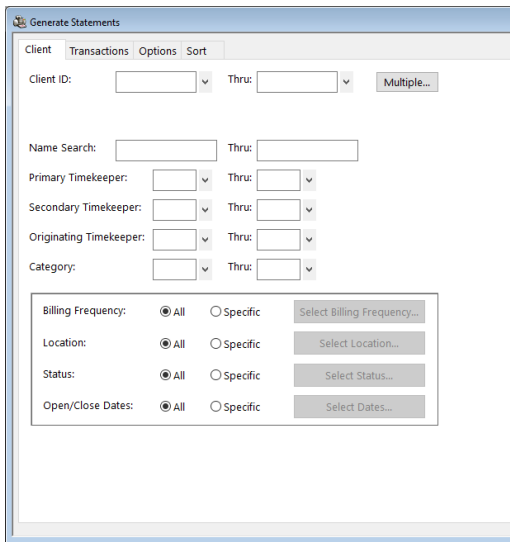 Generate Statements
Client Transactions Options Sort
Client ID: Thru: Multiple...
Name Search: Thru:
Primary Timekeeper: Thru:
Secondary Timekeeper: Thru:
Originating Timekeeper: Thru:
Category: Thru:
Billing Frequency: All Specific Select Billing Frequency...
Location: All Specific Select Location...
Status: All Specific Select Status...
Open/Close Dates: All Specific Select Dates...